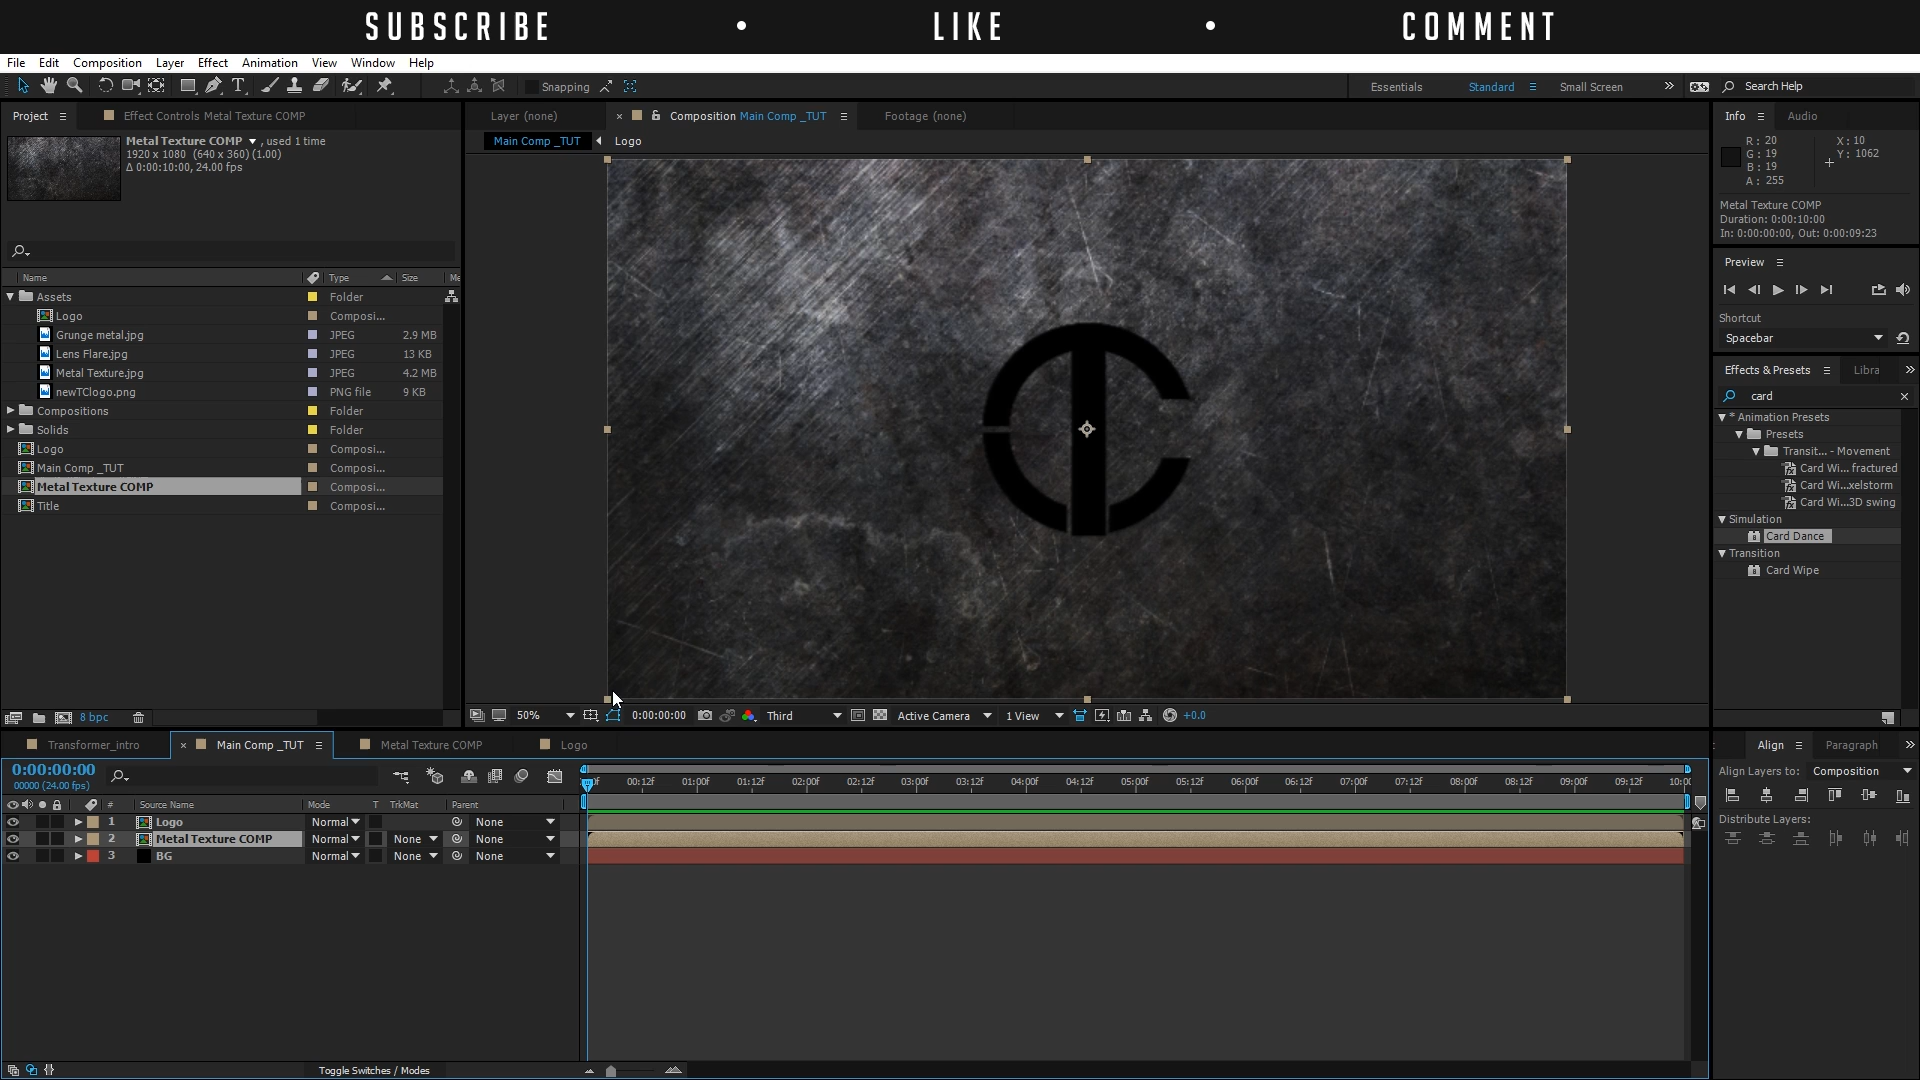 SUBSCRIBE • LIKE • COMMENT
File Edit Composition Layer Effect Animation View Window Help
Snapping Essentials Standard Small Screen » Search Help
Project Effect Controls Metal Texture COMP
Metal Texture COMP , used 1 time
1920 x 1080 (640 x 360) (1.00)
Δ 0:00:10:00, 24.00 fps
Name Type Size Me
Assets Folder
Logo Composi...
Grunge metal.jpg JPEG 2.9 MB
Lens Flare.jpg JPEG 13 KB
Metal Texture.jpg JPEG 4.2 MB
newTClogo.png PNG file 9 KB
Compositions Folder
Solids Folder
Logo Composi...
Main Comp _TUT Composi...
Metal Texture COMP Composi...
Title Composi...
8 bpc
Layer (none) × Composition Main Comp _TUT Footage (none)
Main Comp _TUT Logo
50% 0:00:00:00 Third Active Camera 1 View +0.0
Info Audio
R: 20 X: 10
G: 19 Y: 1062
B: 19
A: 255
Metal Texture COMP
Duration: 0:00:10:00
In: 0:00:00:00, Out: 0:00:09:23
Preview
Shortcut
Spacebar
Effects & Presets Libra »
card ×
* Animation Presets
Presets
Transit... - Movement
Card Wi... fractured
Card Wi...xelstorm
Card Wi...3D swing
Simulation
Card Dance
Transition
Card Wipe
Transformer_intro × Main Comp _TUT Metal Texture COMP Logo
0:00:00:00
00000 (24.00 fps)
00:12f 01:00f 01:12f 02:00f 02:12f 03:00f 03:12f 04:00f 04:12f 05:00f 05:12f 06:00f 06:12f 07:00f 07:12f 08:00f 08:12f 09:00f 09:12f 10:00
# Source Name Mode T TrkMat Parent
1 Logo Normal None
2 Metal Texture COMP Normal None None
3 BG Normal None None
Toggle Switches / Modes
Align Paragraph »
Align Layers to: Composition
Distribute Layers: